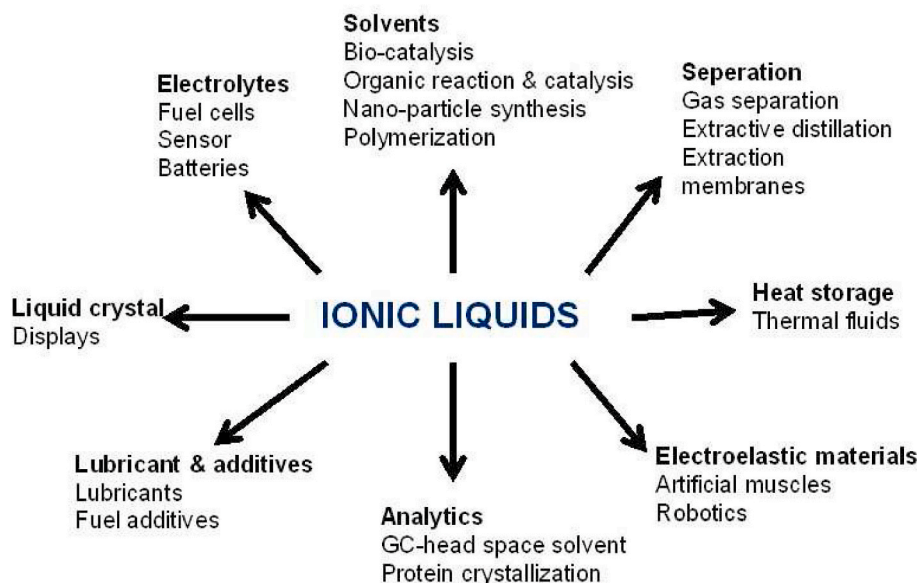 Solvents
Bio-catalysis
Organic reaction & catalysis
Nano-particle synthesis
Polymerization
Electrolytes
Fuel cells
Sensor
Batteries
Seperation
Gas separation
Extractive distillation
Extraction
membranes
Liquid crystal
Displays
IONIC LIQUIDS
Heat storage
Thermal fluids
Lubricant & additives
Lubricants
Fuel additives
Analytics
GC-head space solvent
Protein crystallization
Electroelastic materials
Artificial muscles
Robotics